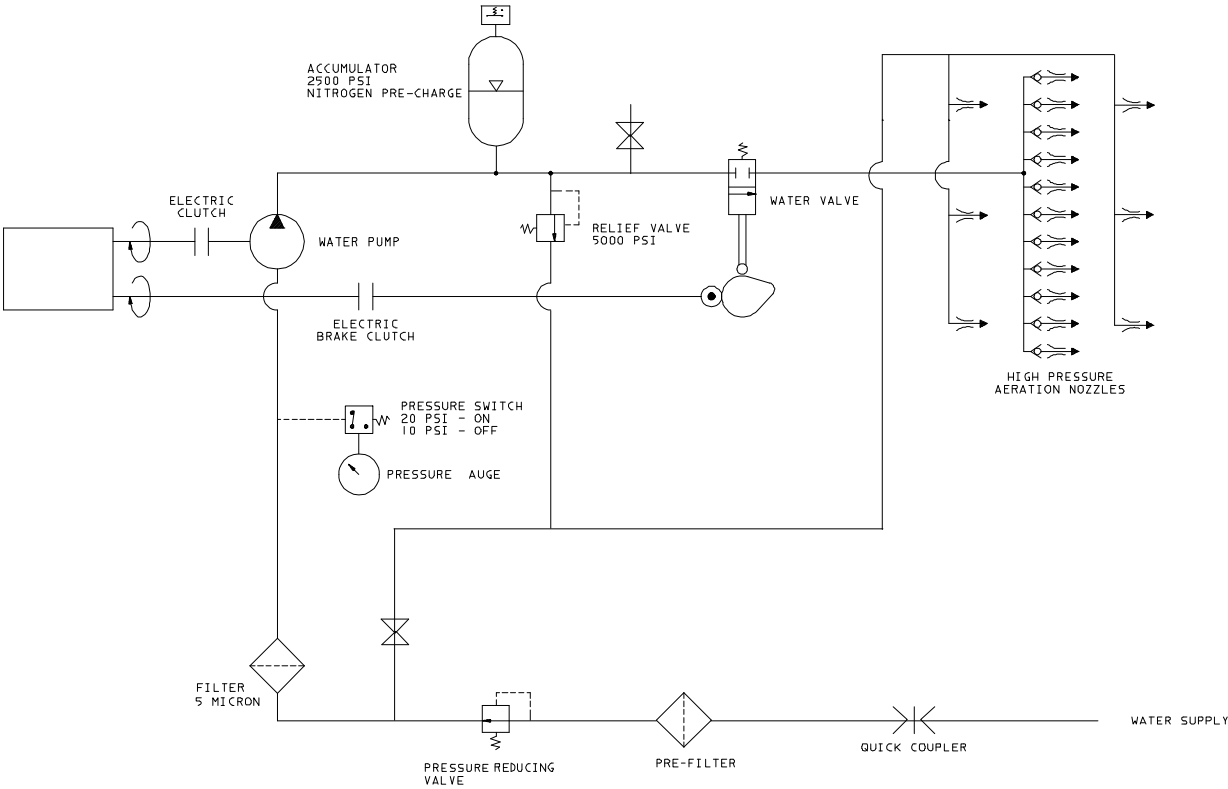 ACCUMULATOR
2500 PSI
NITROGEN PRE-CHARGE
ELECTRIC
CLUTCH
WATER PUMP
RELIEF VALVE
5000 PSI
WATER VALVE
ELECTRIC
BRAKE CLUTCH
HIGH PRESSURE
AERATION NOZZLES
PRESSURE SWITCH
20 PSI - ON
10 PSI - OFF
PRESSURE AUGE
FILTER
5 MICRON
PRESSURE REDUCING
VALVE
PRE-FILTER
QUICK COUPLER
WATER SUPPLY